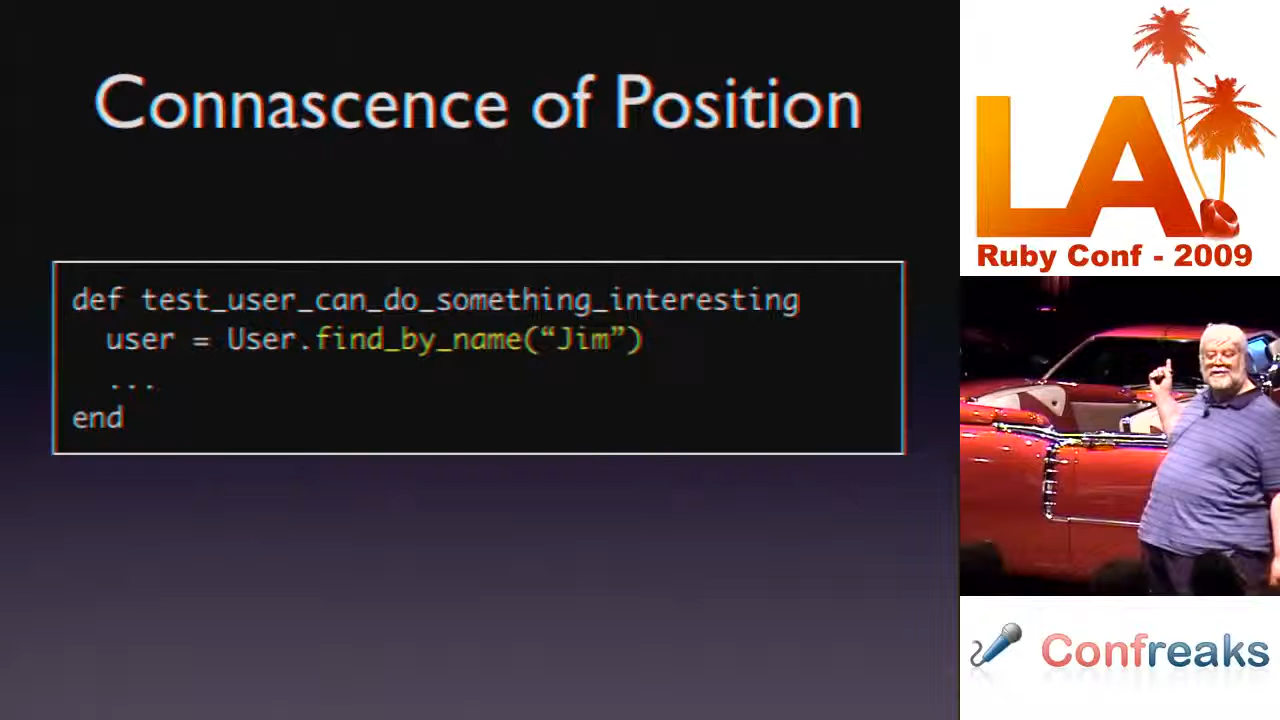 Connascence of Position
def test_user_can_do_something_interesting
user = User.find_by_name(“Jim”)
...
end
LA
Ruby Conf - 2009
Confreaks